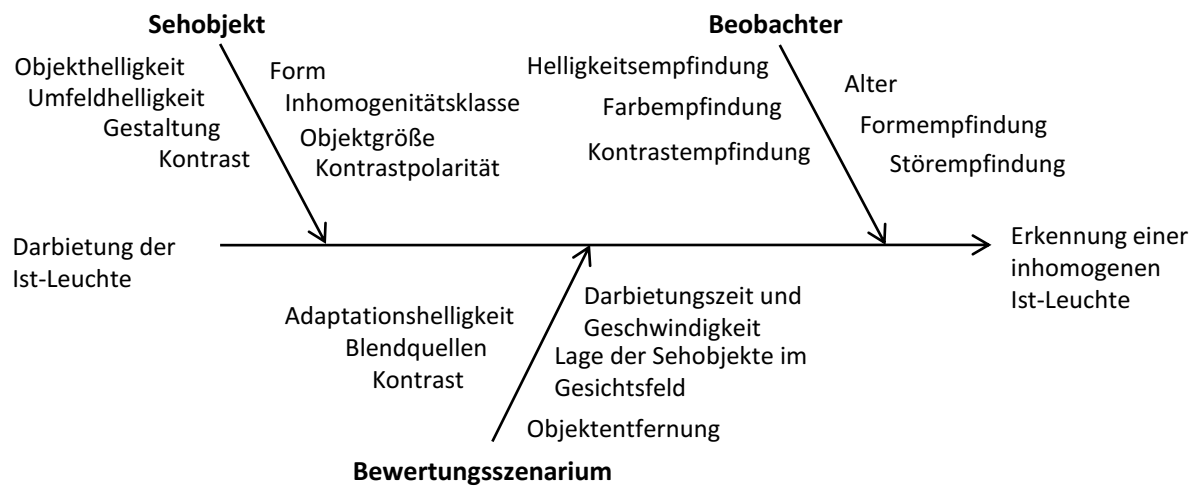 Sehobjekt
Objekthelligkeit
Umfeldhelligkeit
Gestaltung
Kontrast
Form
Inhomogenitätsklasse
Objektgröße
Kontrastpolarität
Beobachter
Helligkeitsempfindung
Farbempfindung
Kontrastempfindung
Alter
Formempfindung
Störempfindung
Darbietung der
Ist-Leuchte
Erkennung einer
inhomogenen
Ist-Leuchte
Adaptationshelligkeit
Blendquellen
Kontrast
Darbietungszeit und
Geschwindigkeit
Lage der Sehobjekte im
Gesichtsfeld
Objektentfernung
Bewertungsszenarium